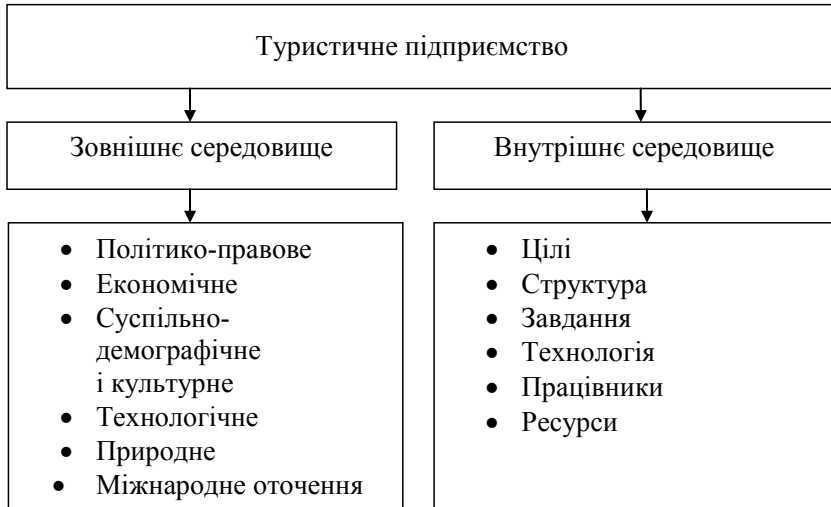 Туристичне підприємство
Зовнішнє середовище
Внутрішнє середовище
• Політико-правове
• Економічне
• Суспільно-
демографічне
і культурне
• Технологічне
• Природне
• Міжнародне оточення
• Цілі
• Структура
• Завдання
• Технологія
• Працівники
• Ресурси